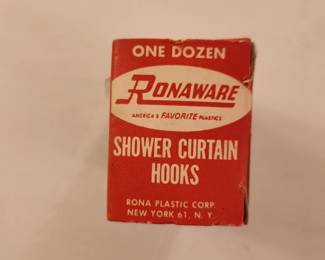 ONE DOZEN
RONAWARE
AMERICA'S FAVORITE PLASTICS
SHOWER CURTAIN
HOOKS
RONA PLASTIC CORP.
NEW YORK 61, N. Y.